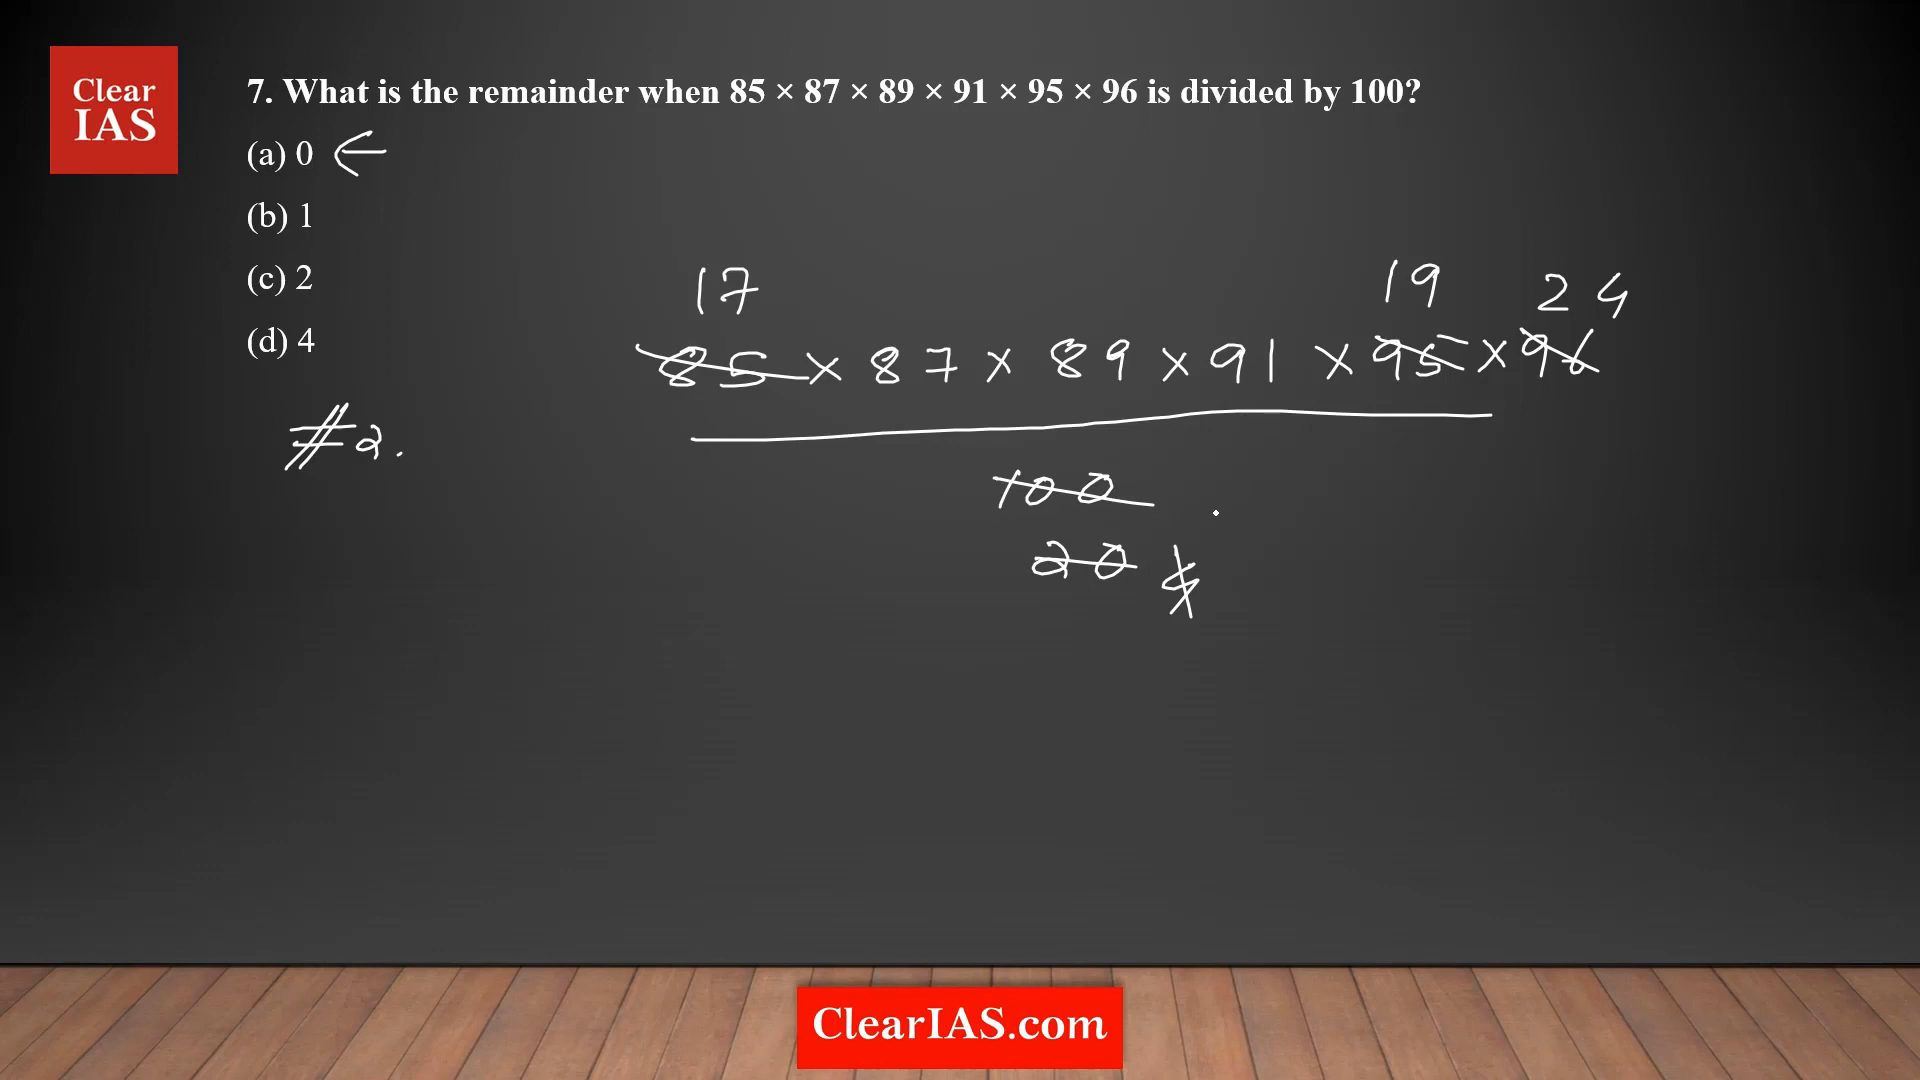 Clear
IAS
7. What is the remainder when 85 × 87 × 89 × 91 × 95 × 96 is divided by 100?
(a) 0
(b) 1
(c) 2
(d) 4
17 19 24
85 × 87 × 89 × 91 × 95 × 96
100
20 4
#2.
ClearIAS.com